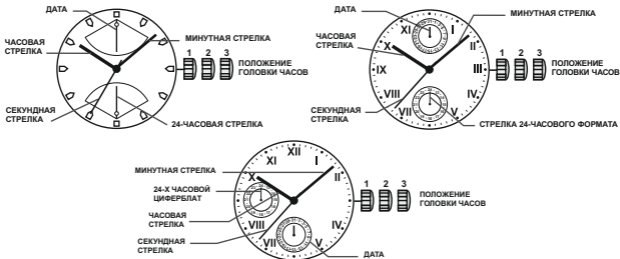 ДАТА
МИНУТНАЯ СТРЕЛКА
ЧАСОВАЯ
СТРЕЛКА
1 2 3
ПОЛОЖЕНИЕ
ГОЛОВКИ ЧАСОВ
СЕКУНДНАЯ
СТРЕЛКА
24-ЧАСОВАЯ СТРЕЛКА
ДАТА
МИНУТНАЯ СТРЕЛКА
ЧАСОВАЯ
СТРЕЛКА
XI I
X II
IX III
VIII IV
V
1 2 3
ПОЛОЖЕНИЕ
ГОЛОВКИ ЧАСОВ
СЕКУНДНАЯ
СТРЕЛКА
СТРЕЛКА 24-ЧАСОВОГО ФОРМАТА
МИНУТНАЯ СТРЕЛКА
24-Х ЧАСОВОЙ
ЦИФЕРБЛАТ
ЧАСОВАЯ
СТРЕЛКА
СЕКУНДНАЯ
СТРЕЛКА
XII
XI I
X II
VIII IV
VII V
1 2 3
ПОЛОЖЕНИЕ
ГОЛОВКИ ЧАСОВ
ДАТА